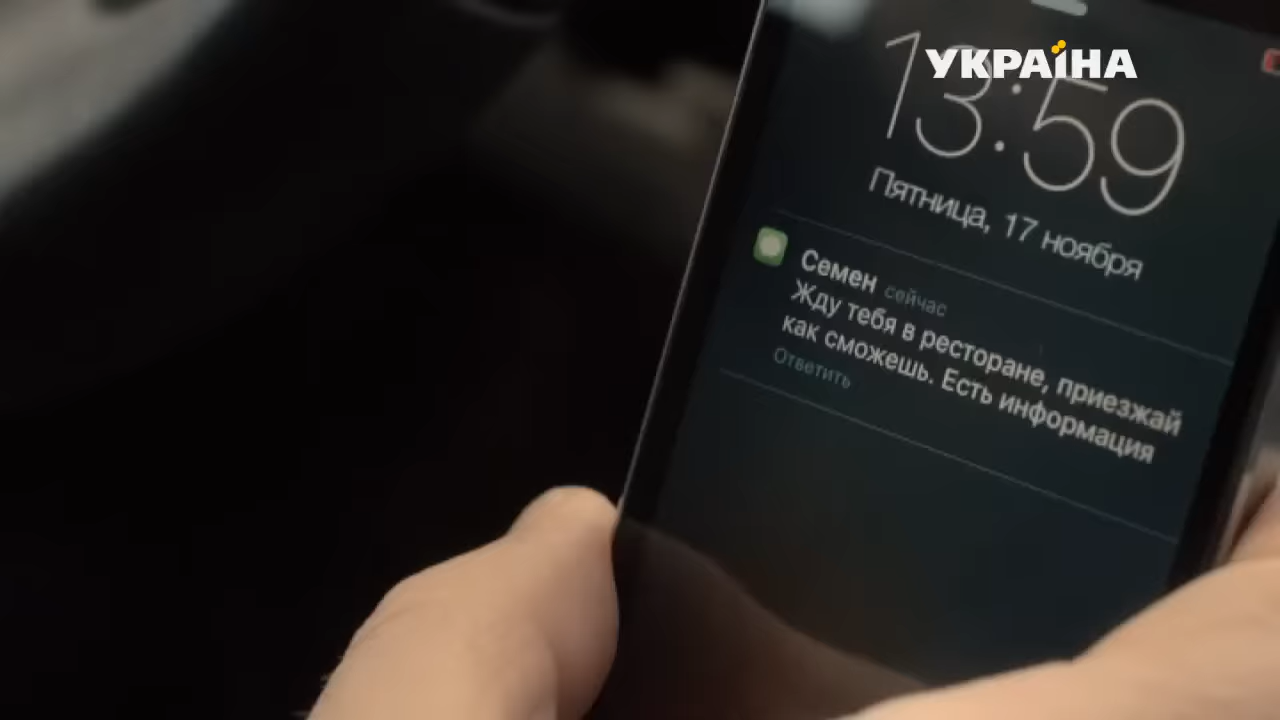 УКРАЇНА
13:59
Пятница, 17 ноября
Семен сейчас
Жду тебя в ресторане, приезжай
как сможешь. Есть информация
Ответить